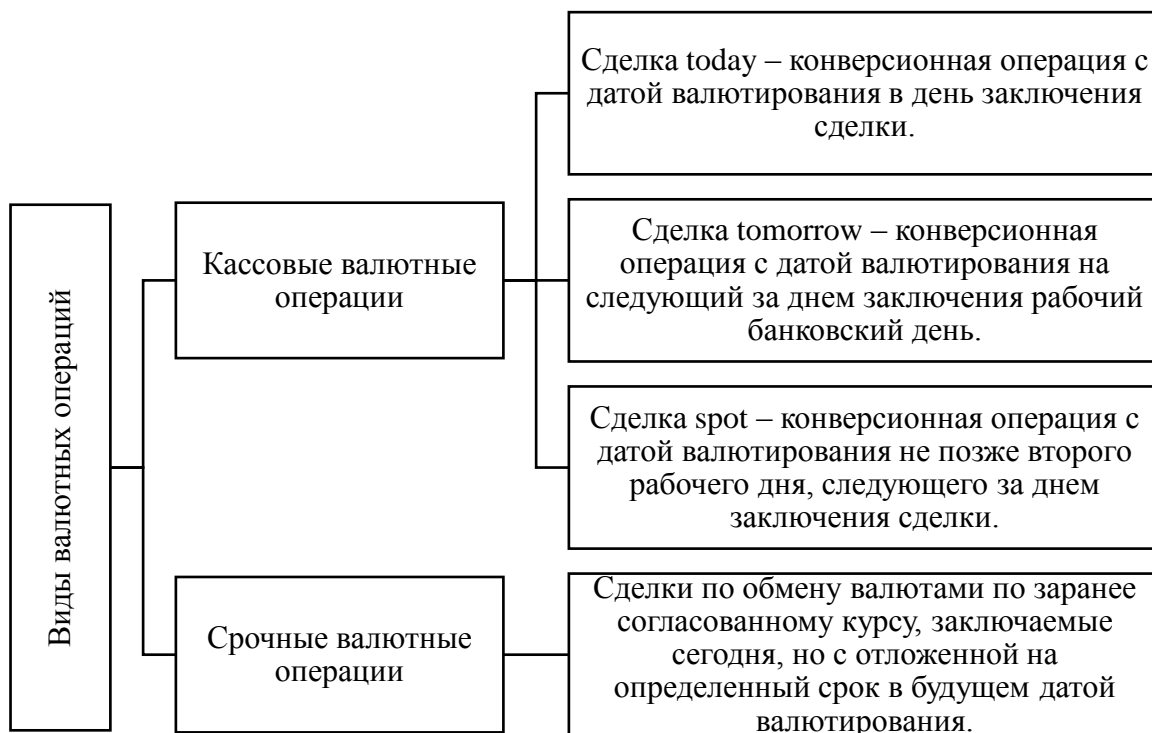 Виды валютных операций
Кассовые валютные
операции
Сделка today – конверсионная операция с
датой валютирования в день заключения
сделки.
Сделка tomorrow – конверсионная
операция с датой валютирования на
следующий за днем заключения рабочий
банковский день.
Сделка spot – конверсионная операция с
датой валютирования не позже второго
рабочего дня, следующего за днем
заключения сделки.
Срочные валютные
операции
Сделки по обмену валютами по заранее
согласованному курсу, заключаемые
сегодня, но с отложенной на
определенный срок в будущем датой
валютирования.